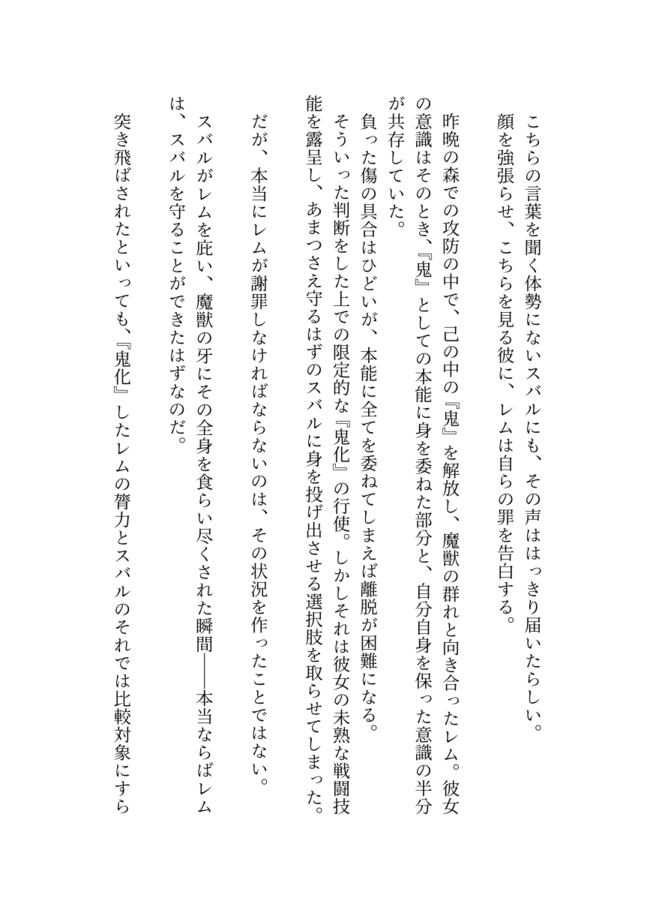 こちらの言葉を聞く体勢にないスバルにも、その声ははっきり届いたらしい。
顔を強張らせ、こちらを見る彼に、レムは自らの罪を告白する。
昨晩の森での攻防の中で、己の中の『鬼』を解放し、魔獣の群れと向き合ったレム。彼女
の意識はそのとき、『鬼』としての本能に身を委ねた部分と、自分自身を保った意識の半分
が共存していた。
負った傷の具合はひどいが、本能に全てを委ねてしまえば離脱が困難になる。
そういった判断をした上での限定的な『鬼化』の行使。しかしそれは彼女の未熟な戦闘技
能を露呈し、あまつさえ守るはずのスバルに身を投げ出させる選択肢を取らせてしまった。
だが、本当にレムが謝罪しなければならないのは、その状況を作ったことではない。
スバルがレムを庇い、魔獣の牙にその全身を食らい尽くされた瞬間――本当ならばレム
は、スバルを守ることができたはずなのだ。
突き飛ばされたといっても、『鬼化』したレムの膂力とスバルのそれでは比較対象にすら